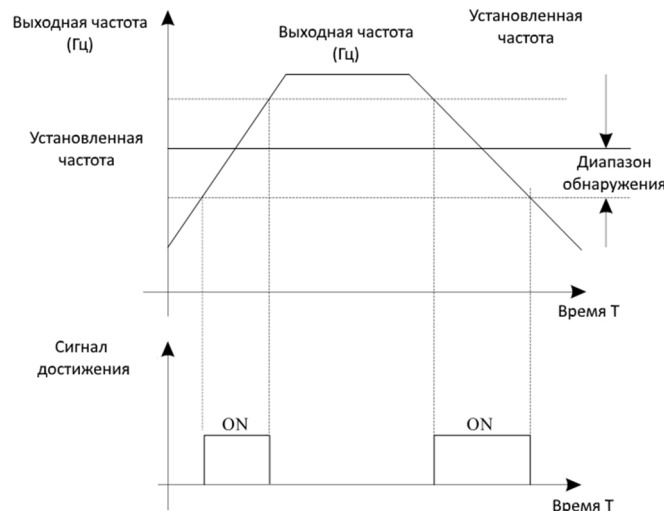 Выходная частота
(Гц)
Выходная частота
(Гц)
Установленная
частота
Установленная
частота
Диапазон
обнаружения
Время T
Сигнал
достижения
ON
ON
Время T